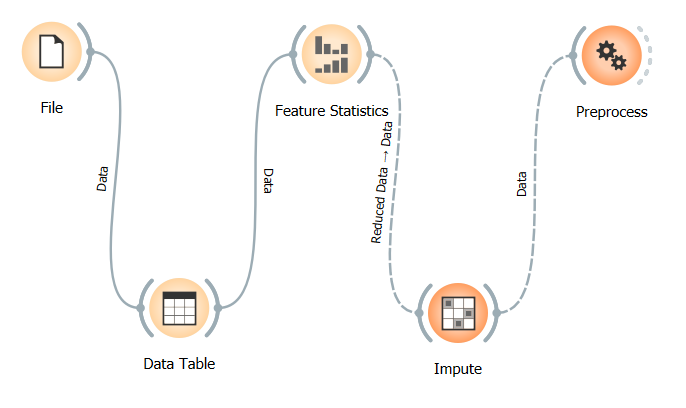 File
Feature Statistics
Preprocess
Data
Data
Reduced Data → Data
Data
Data Table
Impute